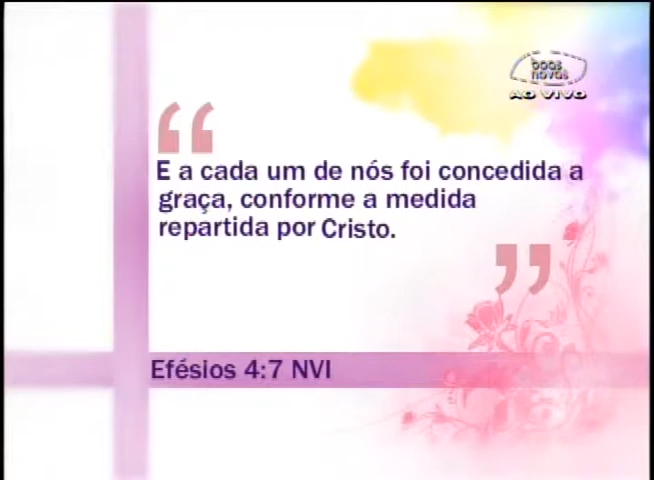 boas
novas
AO VIVO
“
E a cada um de nós foi concedida a
graça, conforme a medida
repartida por Cristo.
”
Efésios 4:7 NVI